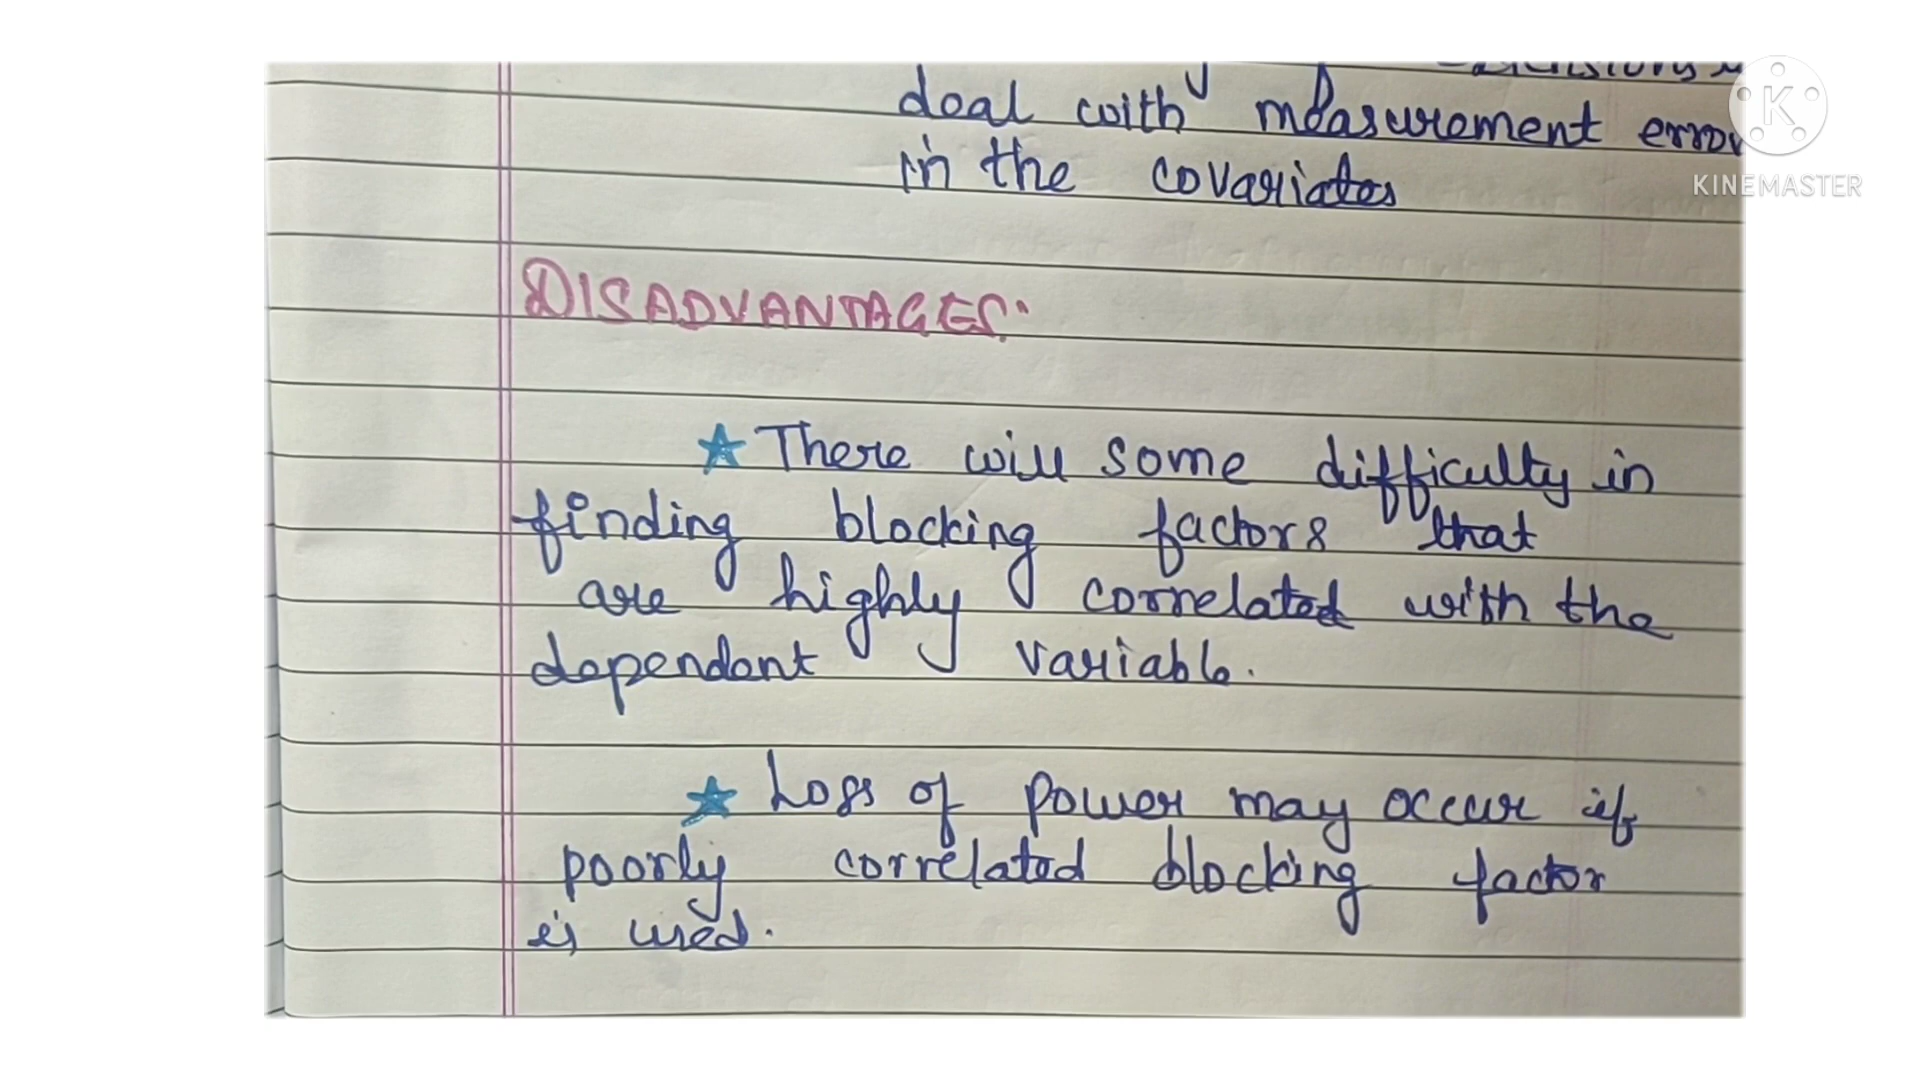 deal with measurement error
in the covariates
KINEMASTER
DISADVANTAGES:
★ There will some difficulty in
finding blocking factors that
are highly correlated with the
dependent variable.
★ Loss of power may occur if
poorly correlated blocking factor
is used.